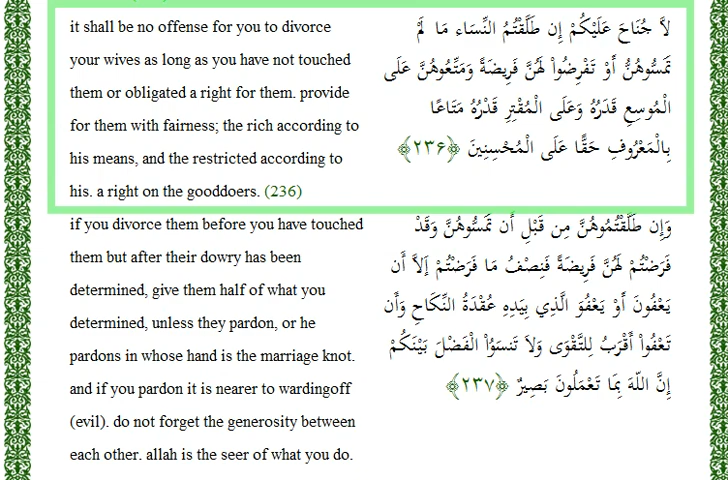 it shall be no offense for you to divorce
your wives as long as you have not touched
them or obligated a right for them. provide
for them with fairness; the rich according to
his means, and the restricted according to
his. a right on the gooddoers. (236)
لاَّ جُنَاحَ عَلَيْكُمْ إِن طَلَّقْتُمُ النِّسَاء مَا لَمْ
تَمَسُّوهُنُّ أَوْ تَفْرِضُواْ لَهُنَّ فَرِيضَةً وَمَتِّعُوهُنَّ عَلَى
الْمُوسِعِ قَدَرُهُ وَعَلَى الْمُقْتِرِ قَدْرُهُ مَتَاعًا
بِالْمَعْرُوفِ حَقًّا عَلَى الْمُحْسِنِينَ ﴿۲۳۶﴾
if you divorce them before you have touched
them but after their dowry has been
determined, give them half of what you
determined, unless they pardon, or he
pardons in whose hand is the marriage knot.
and if you pardon it is nearer to wardingoff
(evil). do not forget the generosity between
each other. allah is the seer of what you do.
وَإِن طَلَّقْتُمُوهُنَّ مِن قَبْلِ أَن تَمَسُّوهُنَّ وَقَدْ
فَرَضْتُمْ لَهُنَّ فَرِيضَةً فَنِصْفُ مَا فَرَضْتُمْ إَلاَّ أَن
يَعْفُونَ أَوْ يَعْفُوَ الَّذِي بِيَدِهِ عُقْدَةُ النِّكَاحِ وَأَن
تَعْفُواْ أَقْرَبُ لِلتَّقْوَى وَلاَ تَنسَوُاْ الْفَضْلَ بَيْنَكُمْ
إِنَّ اللّهَ بِمَا تَعْمَلُونَ بَصِيرٌ ﴿۲۳۷﴾